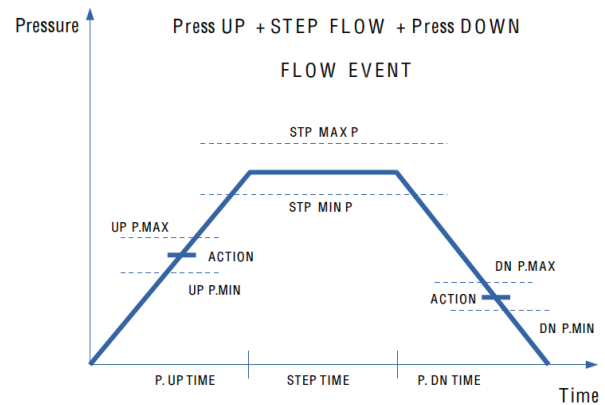 Pressure
Press UP + STEP FLOW + Press DOWN
FLOW EVENT
STP MAX P
STP MIN P
UP P.MAX
ACTION
UP P.MIN
DN P.MAX
ACTION
DN P.MIN
P. UP TIME
STEP TIME
P. DN TIME
Time